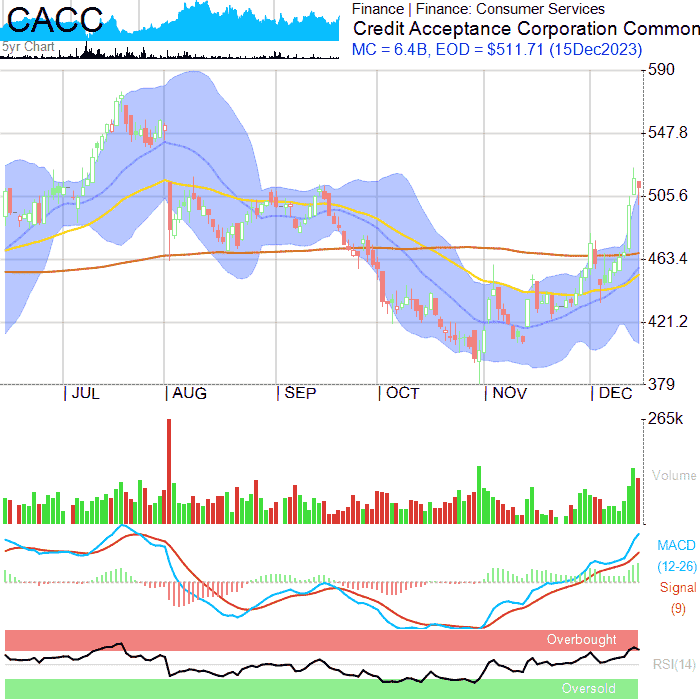 CACC
5yr Chart
Finance | Finance: Consumer Services
Credit Acceptance Corporation Common
MC = 6.4B, EOD = $511.71 (15Dec2023)
590
547.8
505.6
463.4
421.2
379
| JUL | AUG | SEP | OCT | NOV | DEC
265k
Volume
MACD
(12-26)
Signal
(9)
Overbought
RSI(14)
Oversold